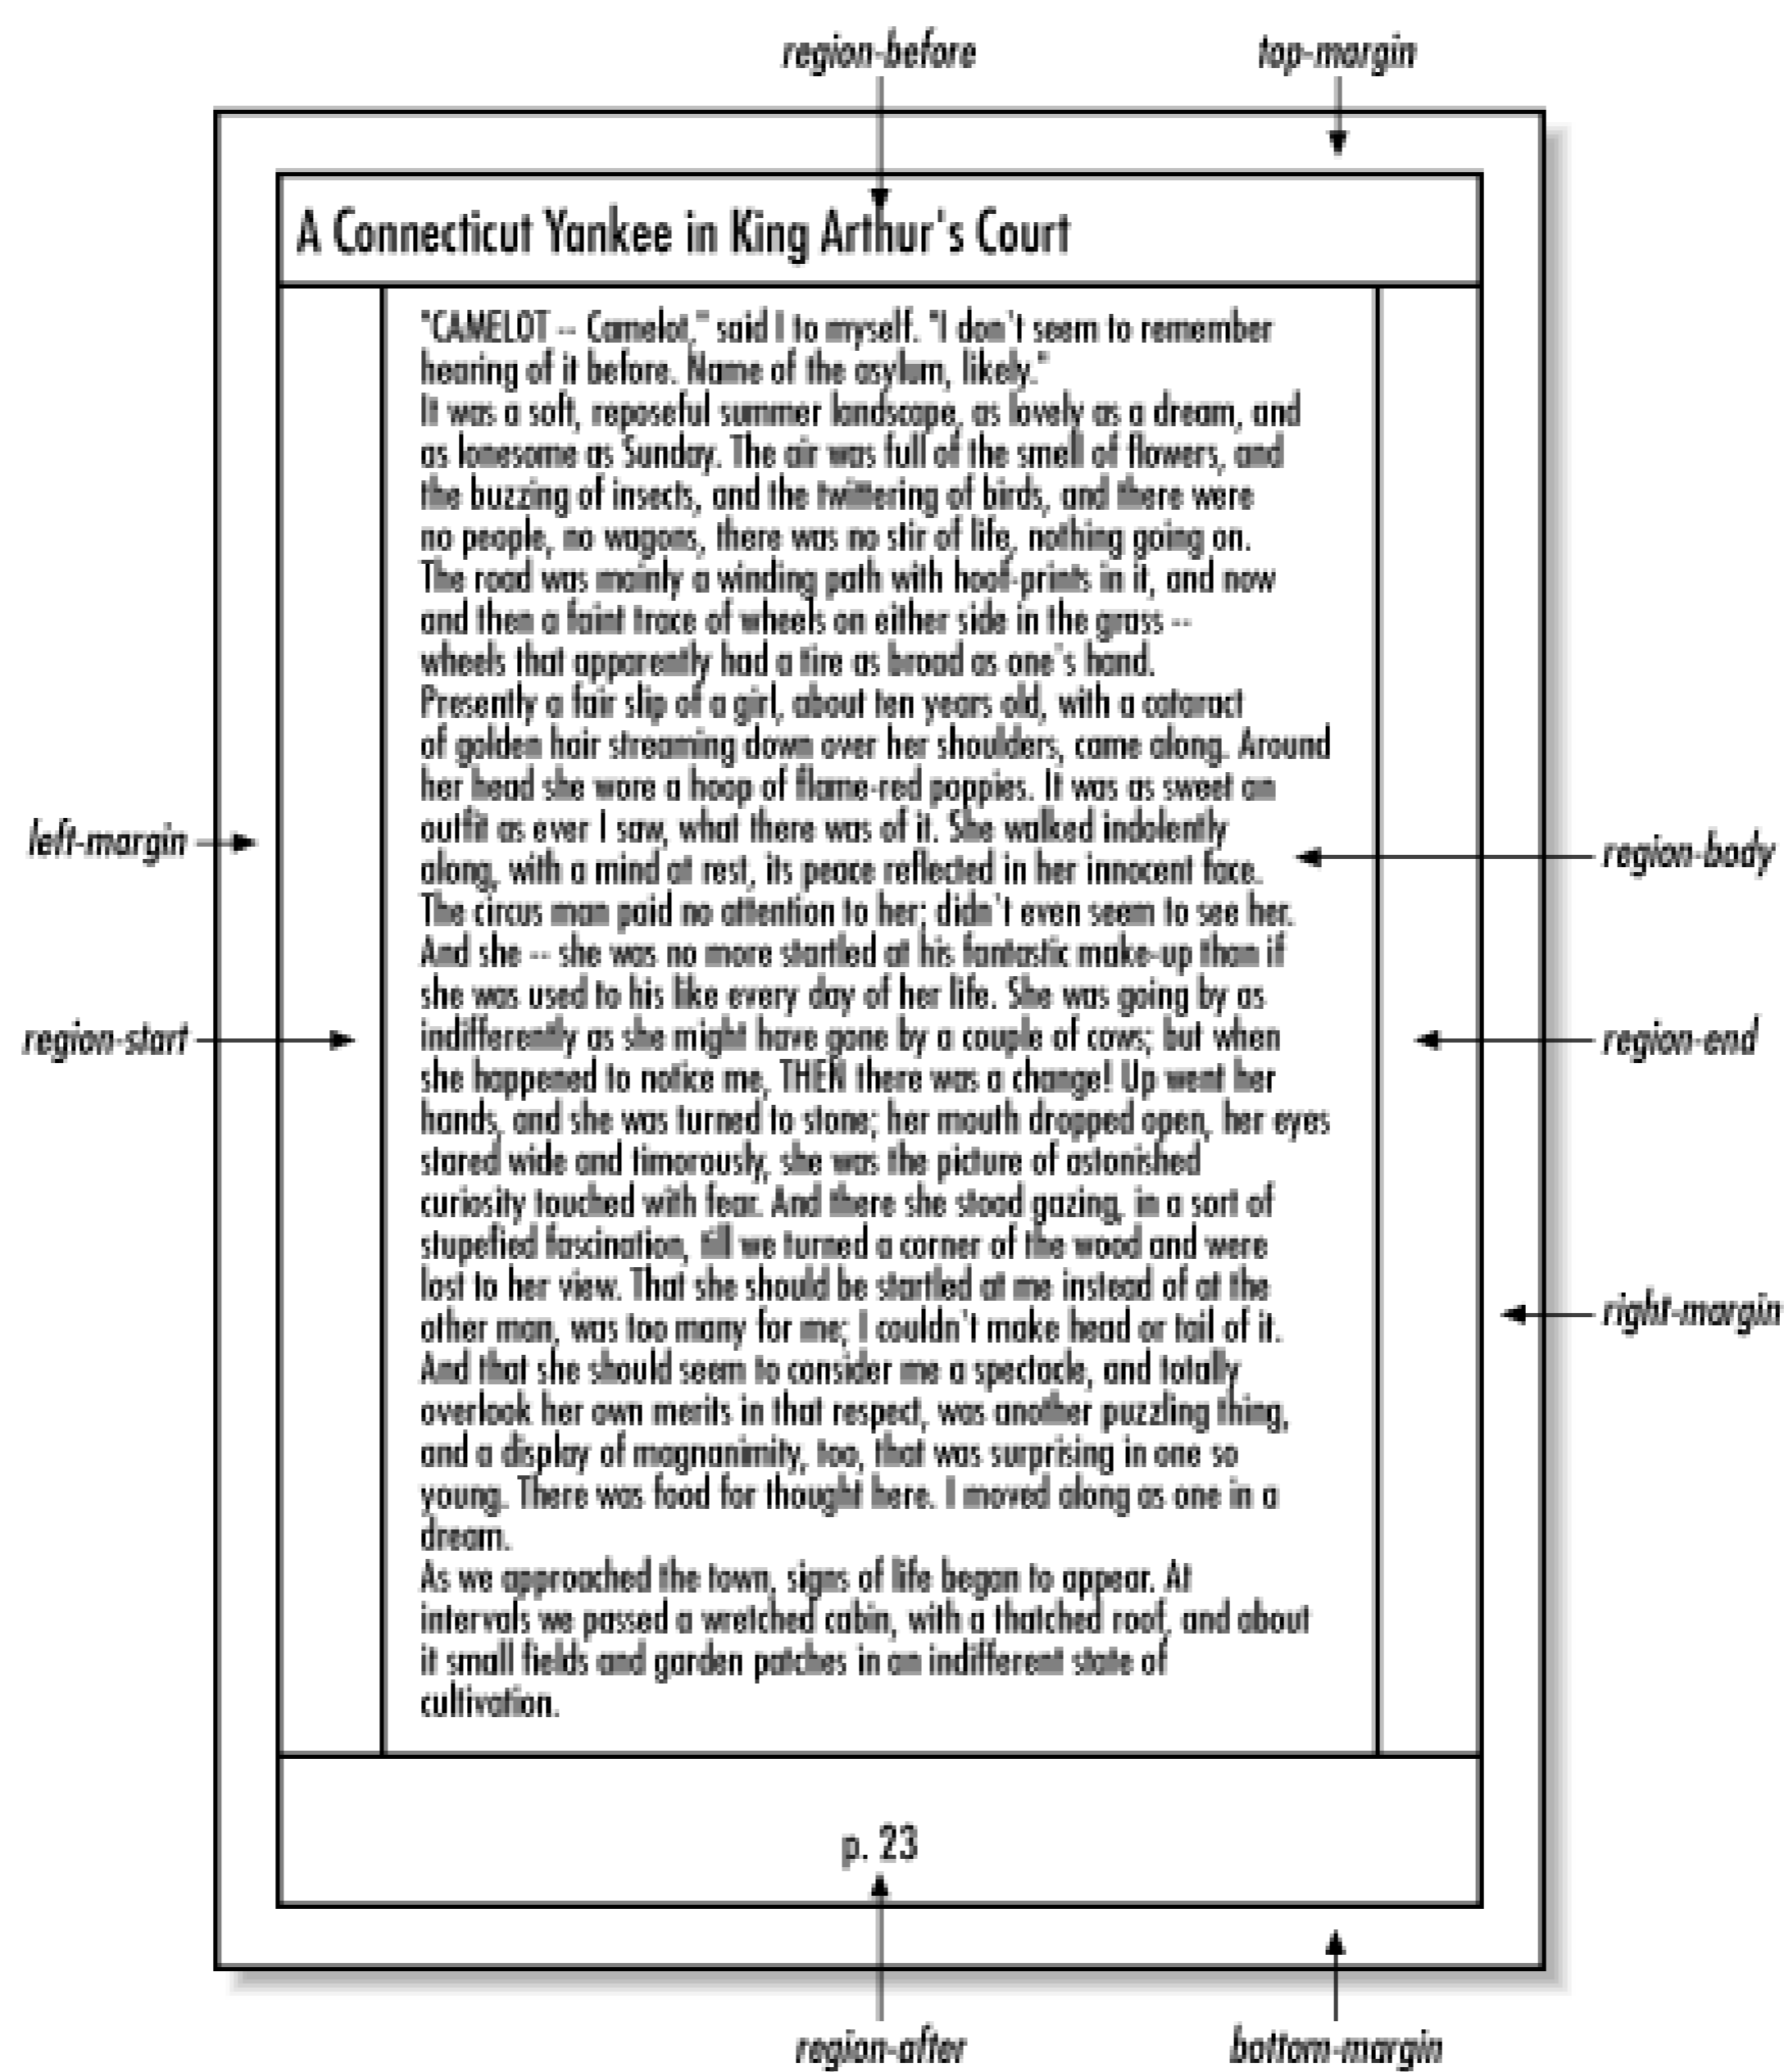 region-before top-margin
A Connecticut Yankee in King Arthur's Court
"CAMELOT -- Camelot," said I to myself. "I don't seem to remember
hearing of it before. Name of the asylum, likely."
It was a soft, reposeful summer landscape, as lovely as a dream, and
as lonesome as Sunday. The air was full of the smell of flowers, and
the buzzing of insects, and the twittering of birds, and there were
no people, no wagons, there was no stir of life, nothing going on.
The road was mainly a winding path with hoof-prints in it, and now
and then a faint trace of wheels on either side in the grass --
wheels that apparently had a tire as broad as one's hand.
Presently a fair slip of a girl, about ten years old, with a cataract
of golden hair streaming down over her shoulders, came along. Around
her head she wore a hoop of flame-red poppies. It was as sweet an
outfit as ever I saw, what there was of it. She walked indolently
left-margin
along, with a mind at rest, its peace reflected in her innocent face.
region-body
The circus man paid no attention to her; didn't even seem to see her.
And she -- she was no more startled at his fantastic make-up than if
she was used to his like every day of her life. She was going by as
indifferently as she might have gone by a couple of cows; but when
region-start
region-end
she happened to notice me, THEN there was a change! Up went her
hands, and she was turned to stone; her mouth dropped open, her eyes
stared wide and timorously, she was the picture of astonished
curiosity touched with fear. And there she stood gazing, in a sort of
stupefied fascination, till we turned a corner of the wood and were
lost to her view. That she should be startled at me instead of at the
other man, was too many for me; I couldn't make head or tail of it.
right-margin
And that she should seem to consider me a spectacle, and totally
overlook her own merits in that respect, was another puzzling thing,
and a display of magnanimity, too, that was surprising in one so
young. There was food for thought here. I moved along as one in a
dream.
As we approached the town, signs of life began to appear. At
intervals we passed a wretched cabin, with a thatched roof, and about
it small fields and garden patches in an indifferent state of
cultivation.
p. 23
region-after bottom-margin